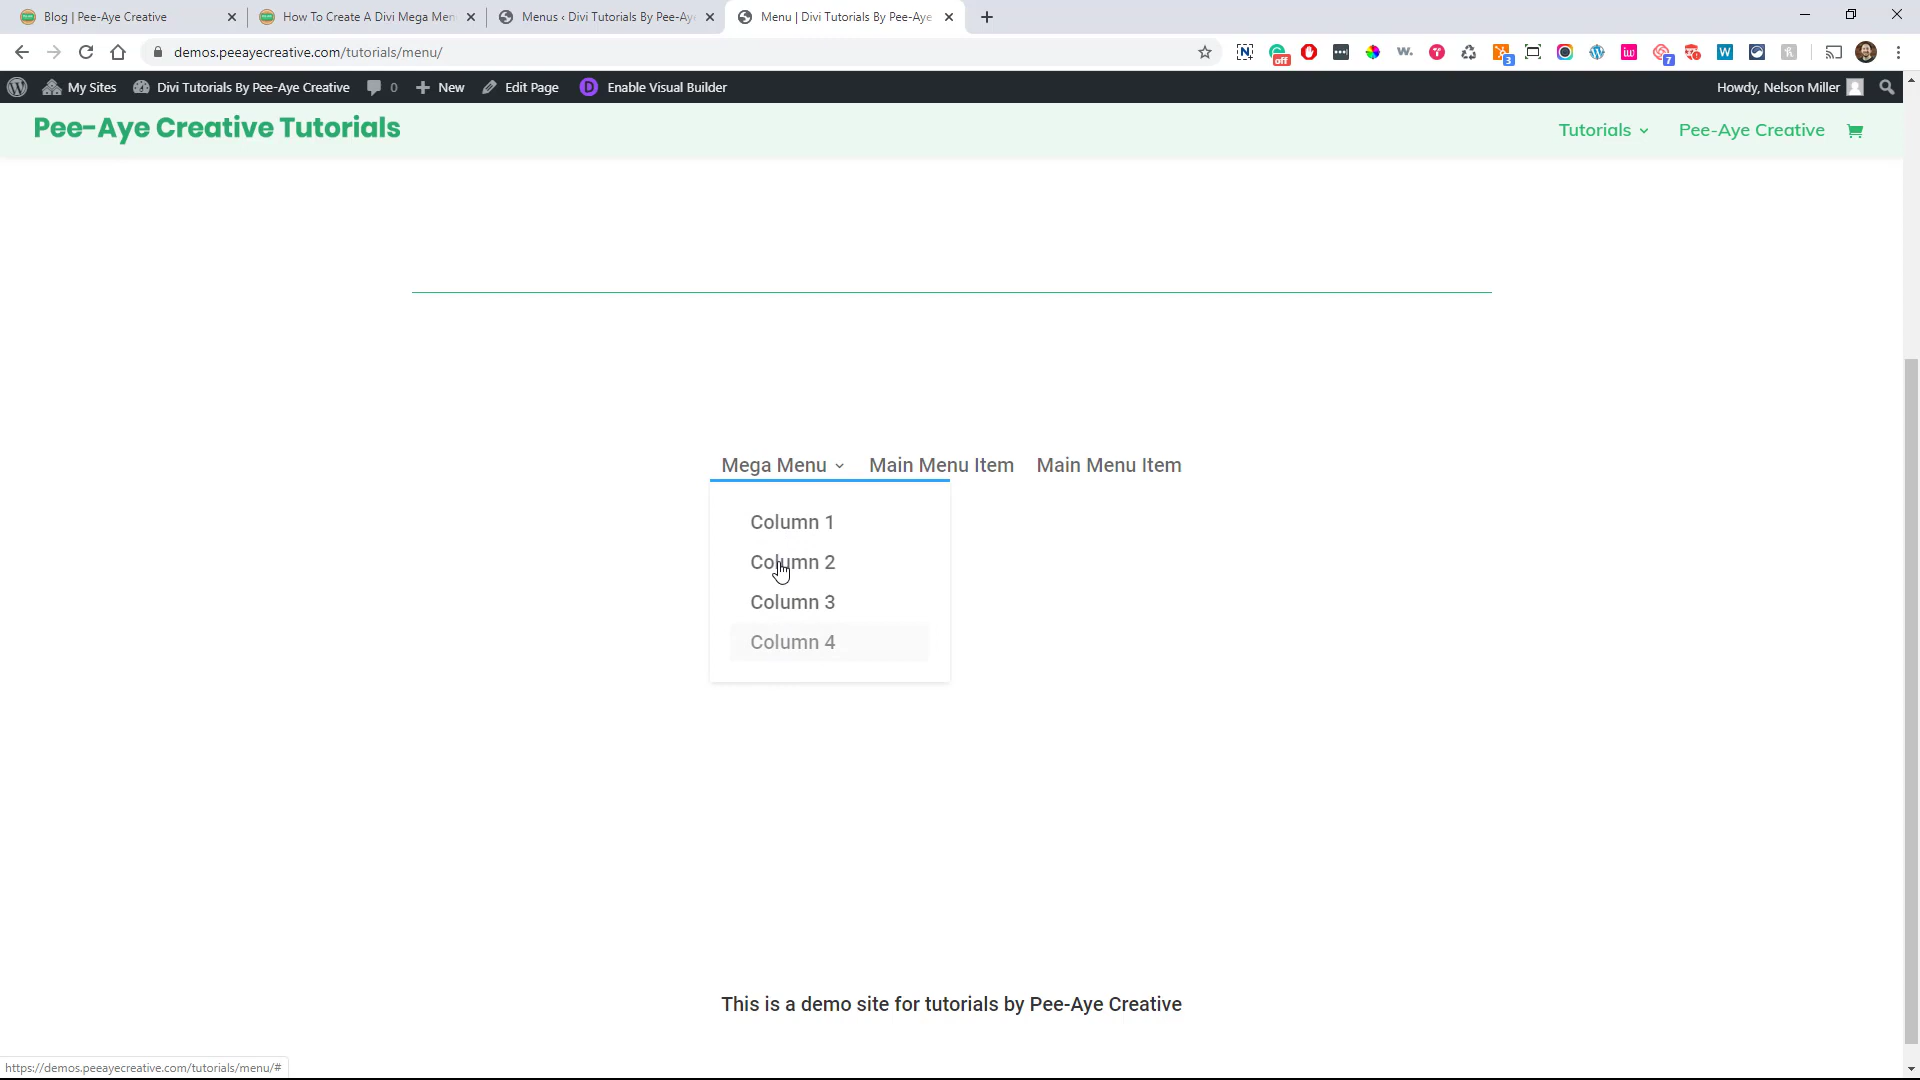 Blog | Pee-Aye Creative
How To Create A Divi Mega Men
Menus ‹ Divi Tutorials By Pee-Ay
Menu | Divi Tutorials By Pee-Aye
demos.peeayecreative.com/tutorials/menu/
off
3
7
My Sites
Divi Tutorials By Pee-Aye Creative
0
New
Edit Page
D
Enable Visual Builder
Howdy, Nelson Miller
Pee-Aye Creative Tutorials
Tutorials
Pee-Aye Creative
Mega Menu
Main Menu Item
Main Menu Item
Column 1
Column 2
Column 3
Column 4
This is a demo site for tutorials by Pee-Aye Creative
https://demos.peeayecreative.com/tutorials/menu/#